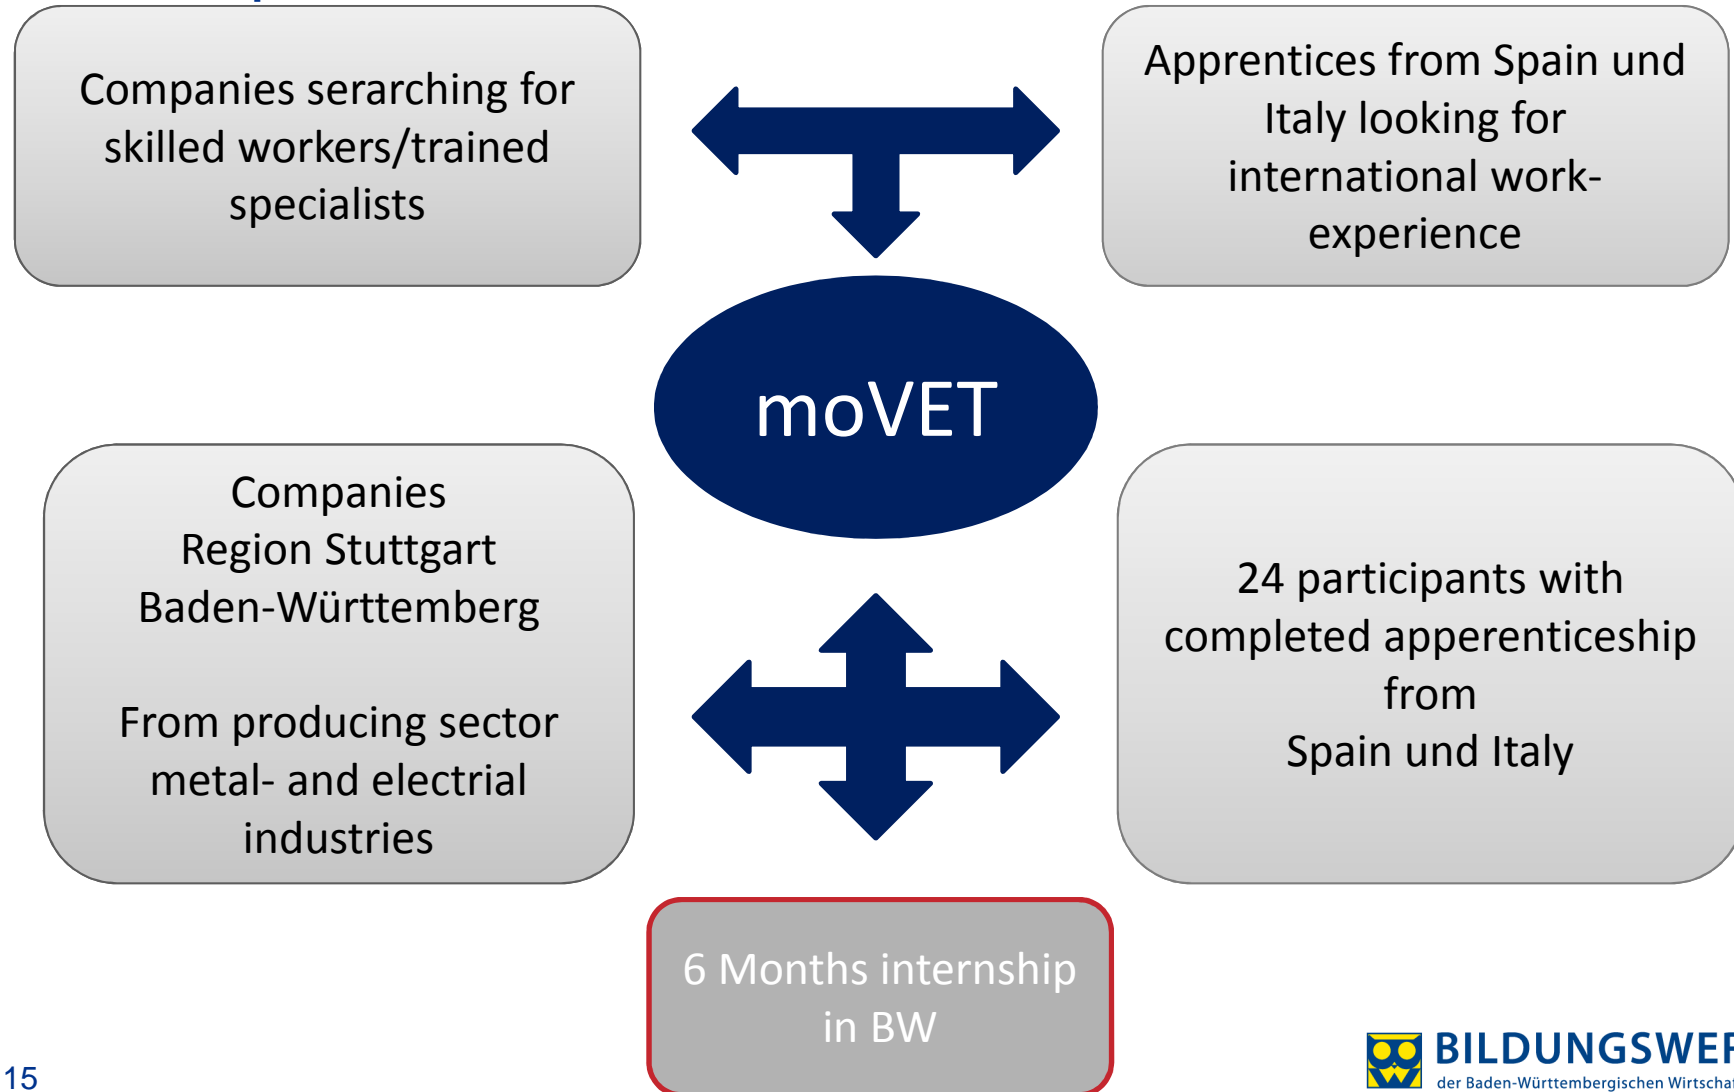 Companies serarching for
skilled workers/trained
specialists
Apprentices from Spain und
Italy looking for
international work-
experience
moVET
Companies
Region Stuttgart
Baden-Württemberg
From producing sector
metal- and electrial
industries
24 participants with
completed apperenticeship
from
Spain und Italy
6 Months internship
in BW
15
BILDUNGSWER
der Baden-Württembergischen Wirtscha